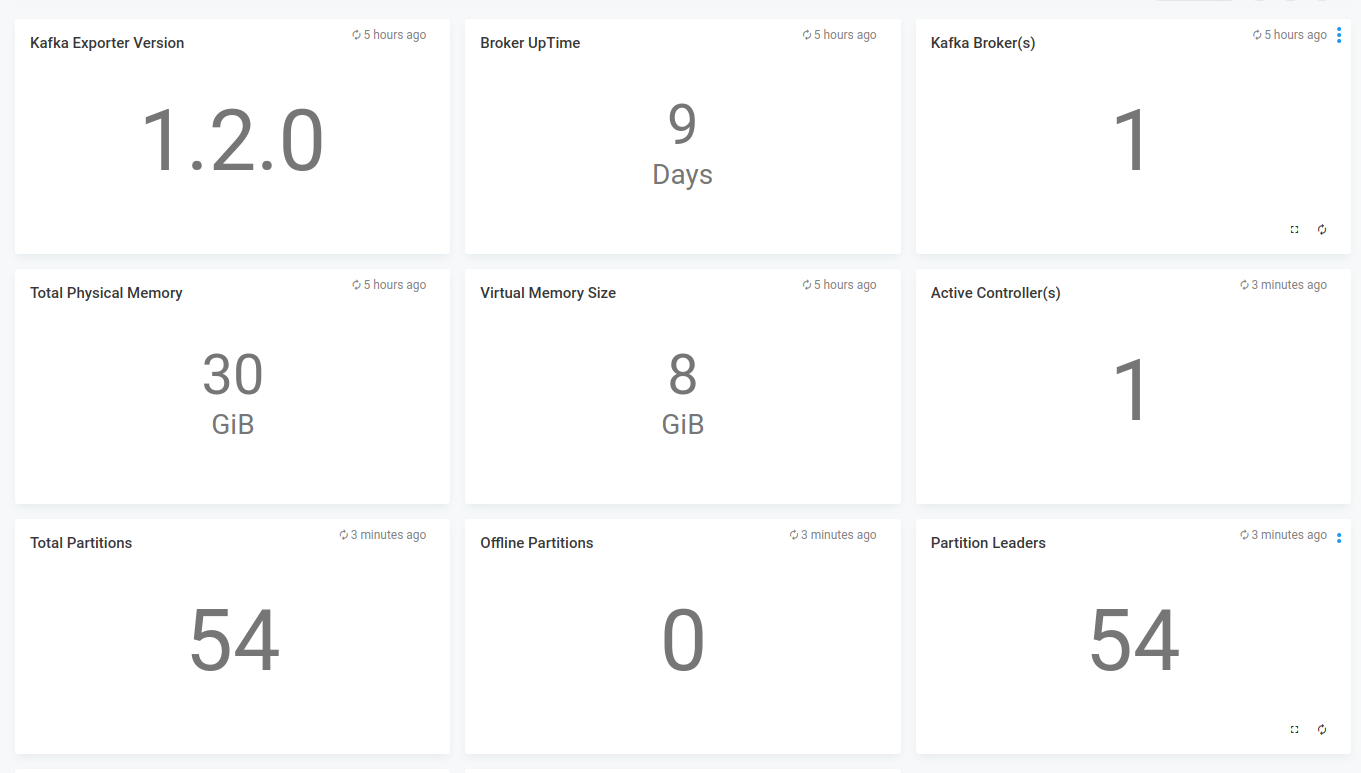 Kafka Exporter Version
5 hours ago
1.2.0
Broker UpTime
5 hours ago
9
Days
Kafka Broker(s)
5 hours ago
1
Total Physical Memory
5 hours ago
30
GiB
Virtual Memory Size
5 hours ago
8
GiB
Active Controller(s)
3 minutes ago
1
Total Partitions
3 minutes ago
54
Offline Partitions
3 minutes ago
0
Partition Leaders
3 minutes ago
54